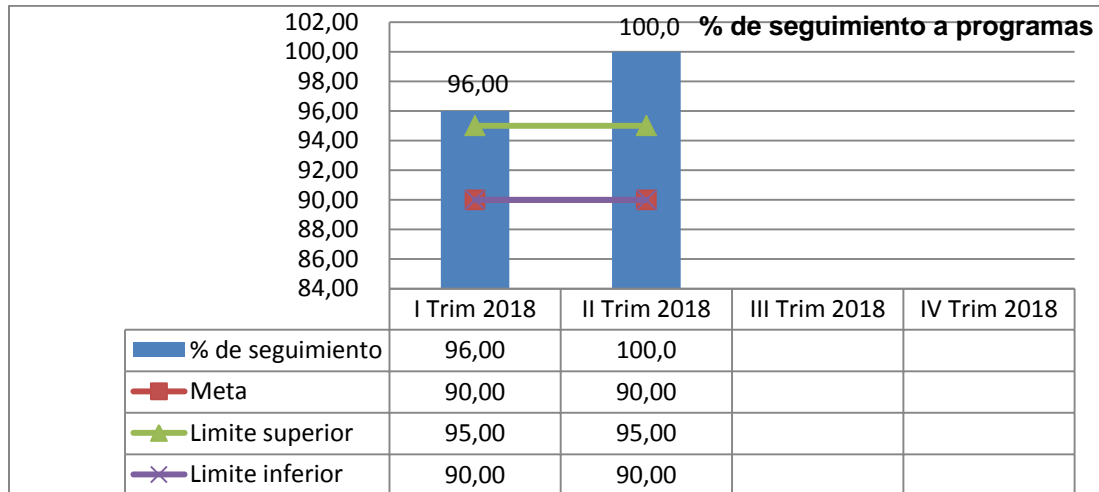 % de seguimiento a programas
102,00
100,00
98,00
96,00
94,00
92,00
90,00
88,00
86,00
84,00
96,00
100,0
I Trim 2018 II Trim 2018 III Trim 2018 IV Trim 2018
% de seguimiento 96,00 100,0
Meta 90,00 90,00
Limite superior 95,00 95,00
Limite inferior 90,00 90,00